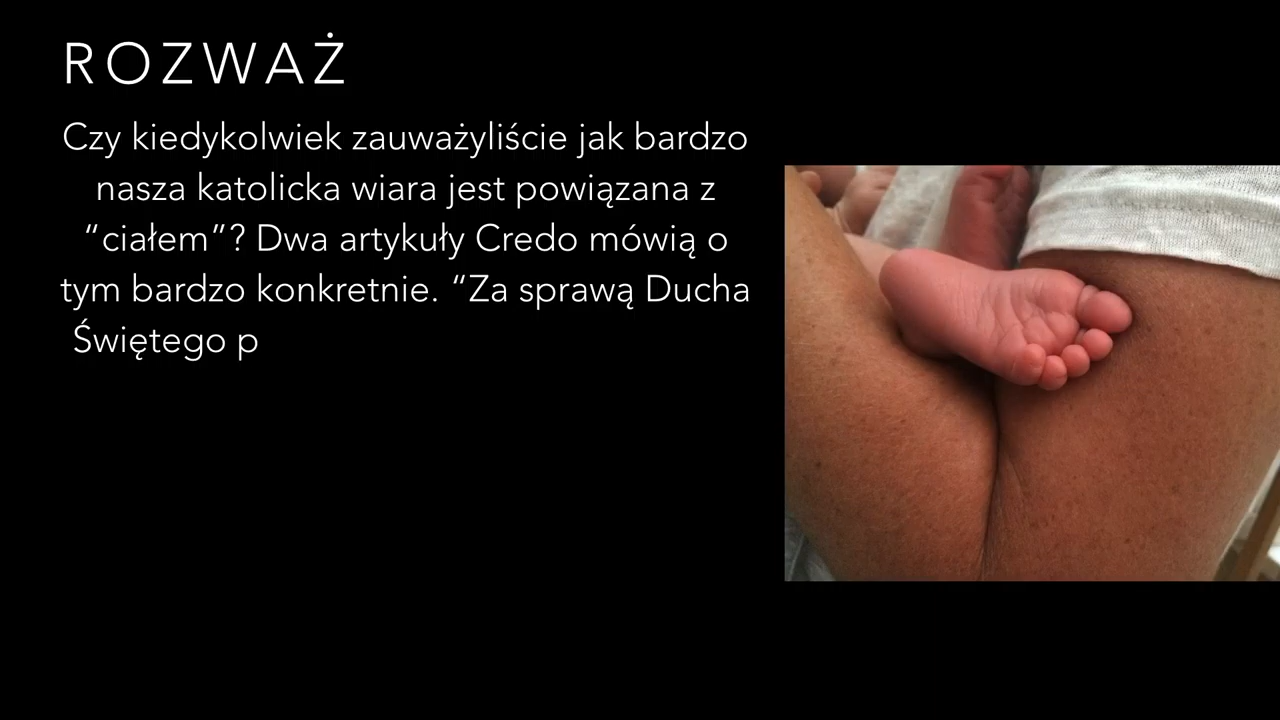 ROZWAŻ
Czy kiedykolwiek zauważyliście jak bardzo
nasza katolicka wiara jest powiązana z
“ciałem”? Dwa artykuły Credo mówią o
tym bardzo konkretnie. “Za sprawą Ducha
Świętego p